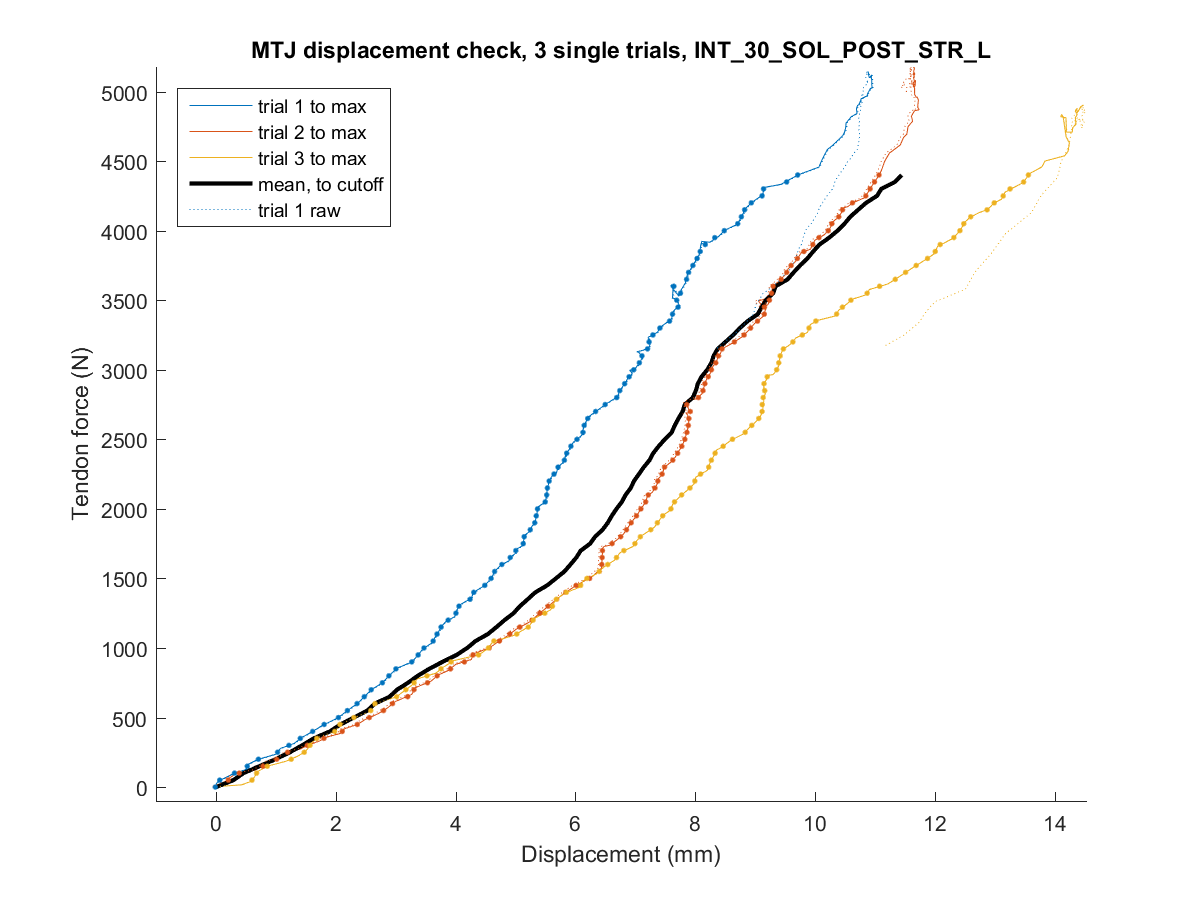 MTJ displacement check, 3 single trials, INT_30_SOL_POST_STR_L
trial 1 to max
trial 2 to max
trial 3 to max
mean, to cutoff
trial 1 raw
5000
4500
4000
3500
3000
2500
2000
1500
1000
500
0
Tendon force (N)
0 2 4 6 8 10 12 14
Displacement (mm)